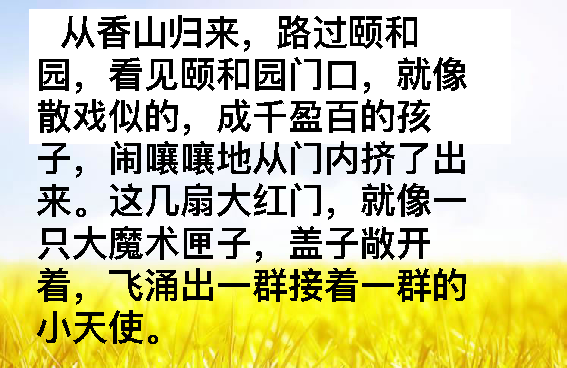 从香山归来，路过颐和
园，看见颐和园门口，就像
散戏似的，成千盈百的孩
子，闹嚷嚷地从门内挤了出
来。这几扇大红门，就像一
只大魔术匣子，盖子敞开
着，飞涌出一群接着一群的
小天使。